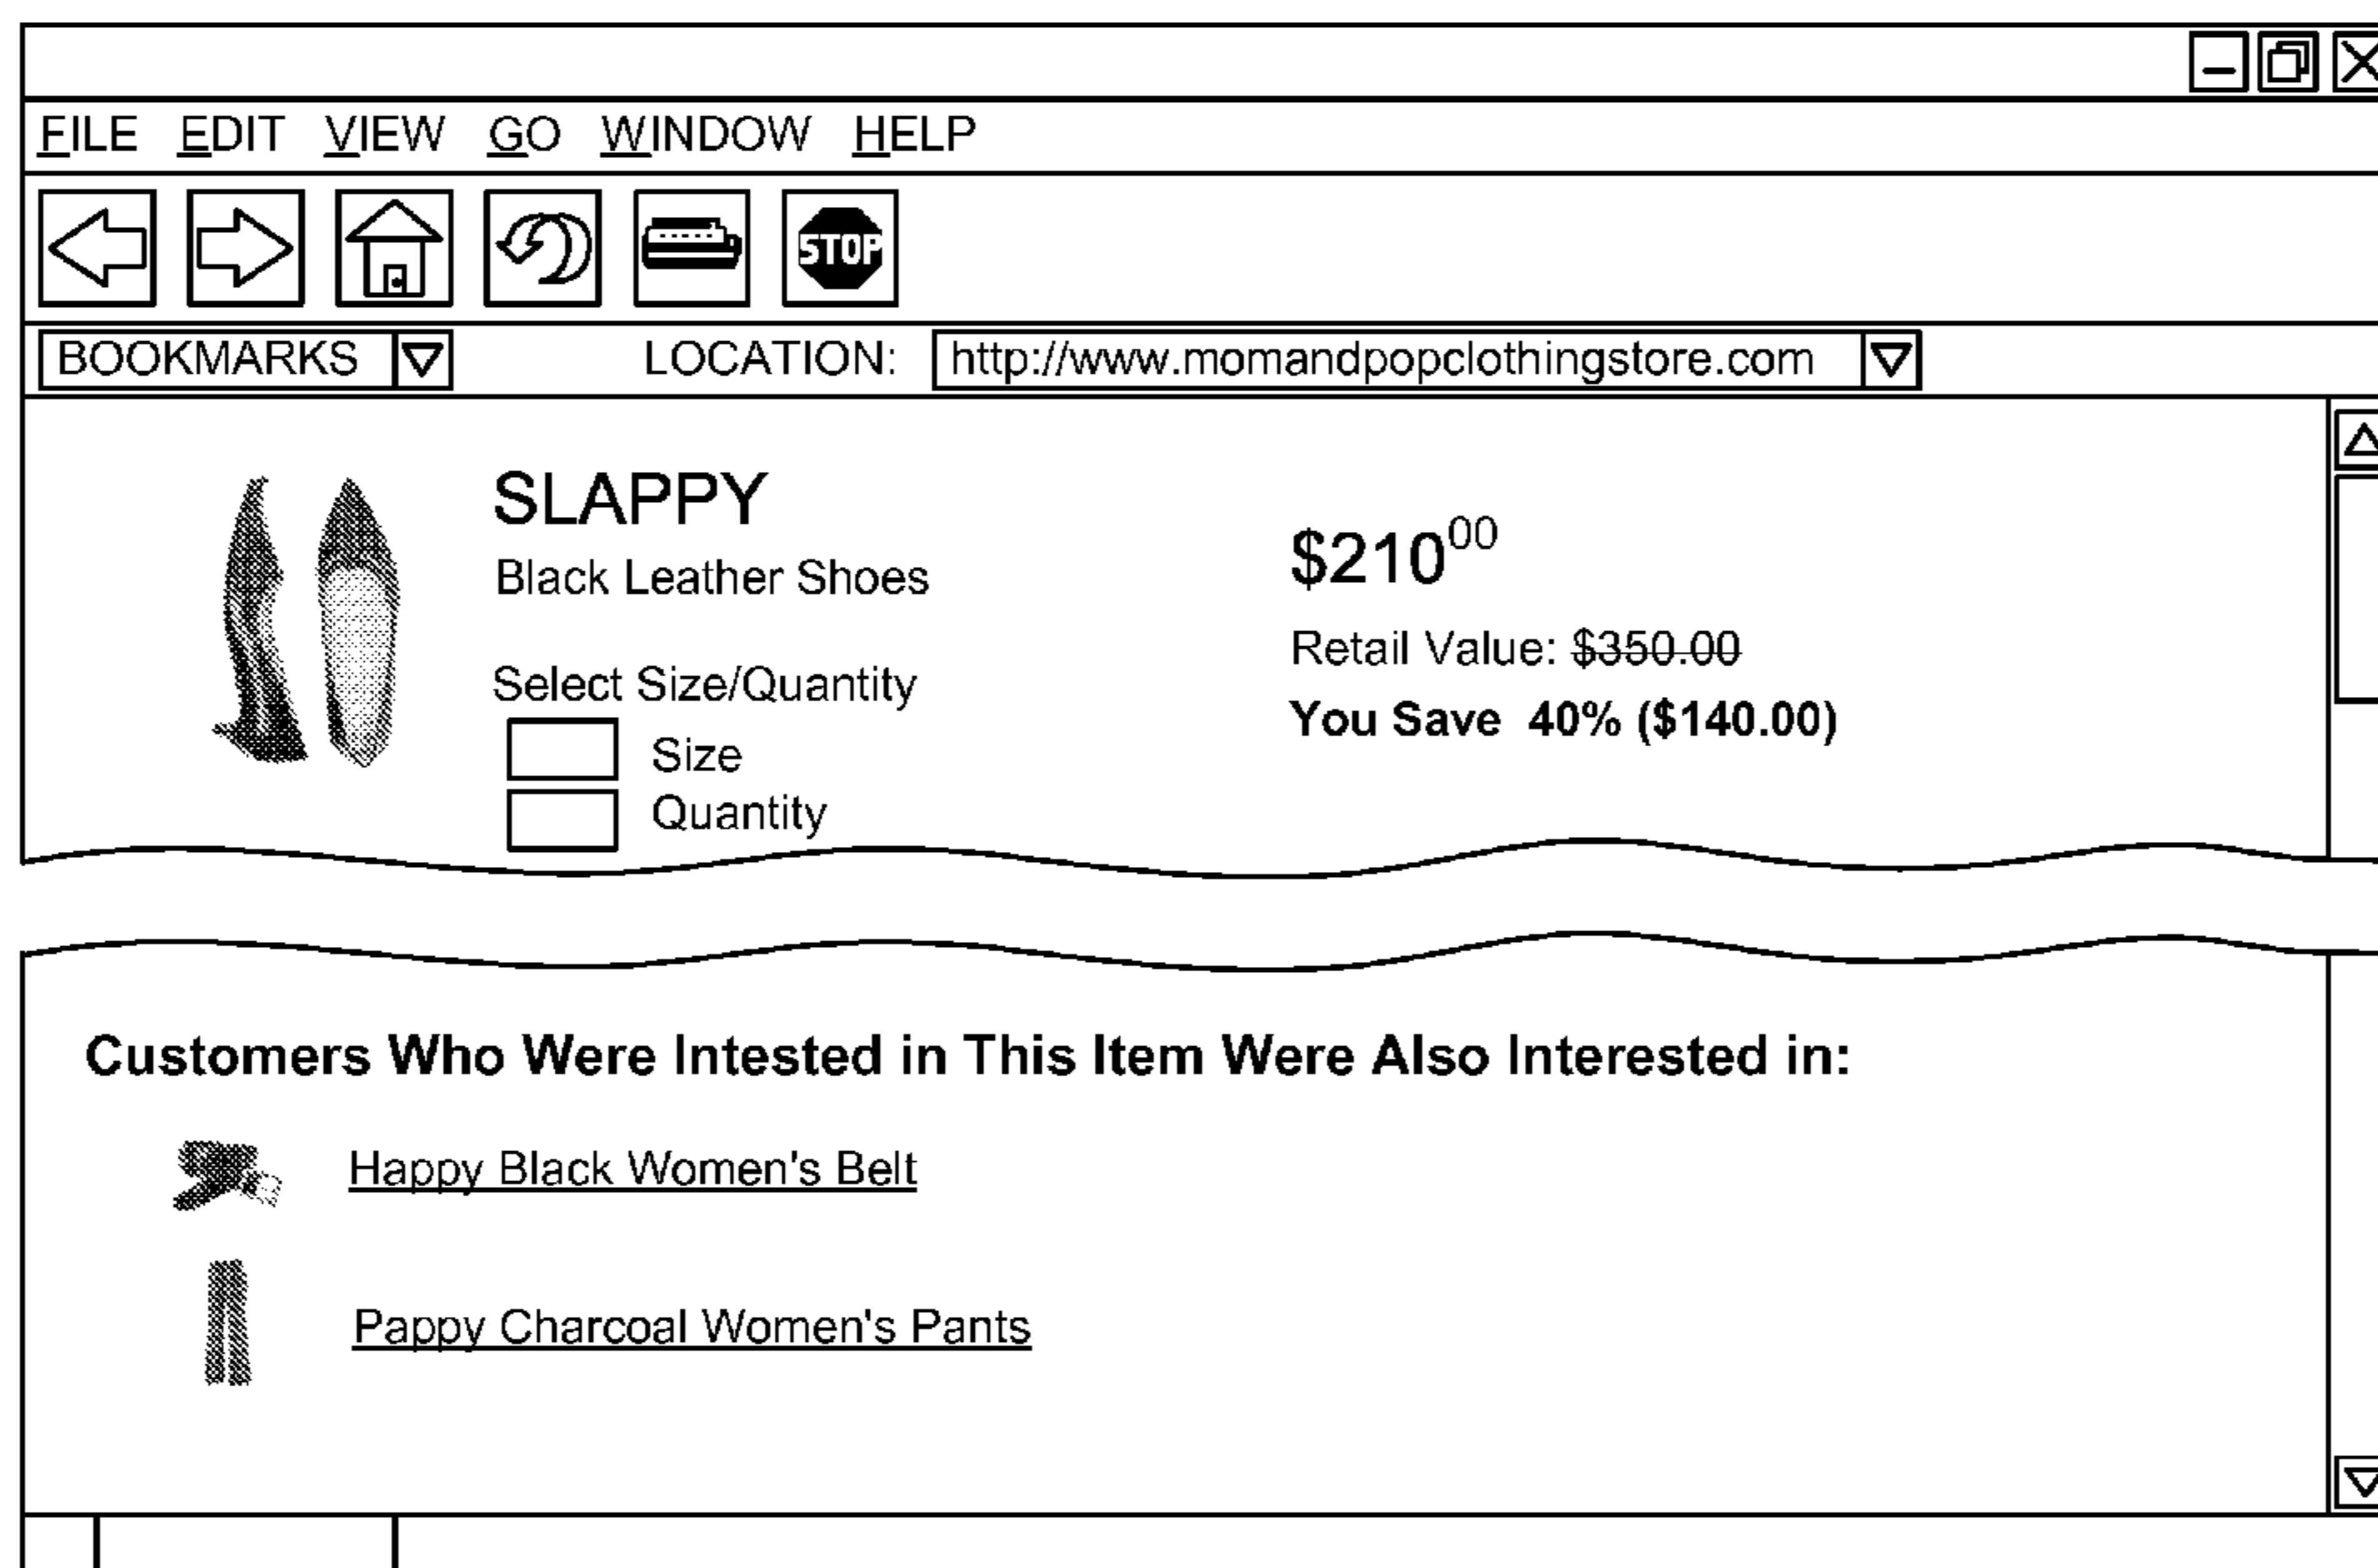 FILE EDIT VIEW GO WINDOW HELP
STOP
BOOKMARKS LOCATION: http://www.momandpopclothingstore.com
SLAPPY
Black Leather Shoes
$210 00
Retail Value: $350.00
You Save 40% ($140.00)
Select Size/Quantity
Size
Quantity
Customers Who Were Intested in This Item Were Also Interested in:
Happy Black Women's Belt
Pappy Charcoal Women's Pants